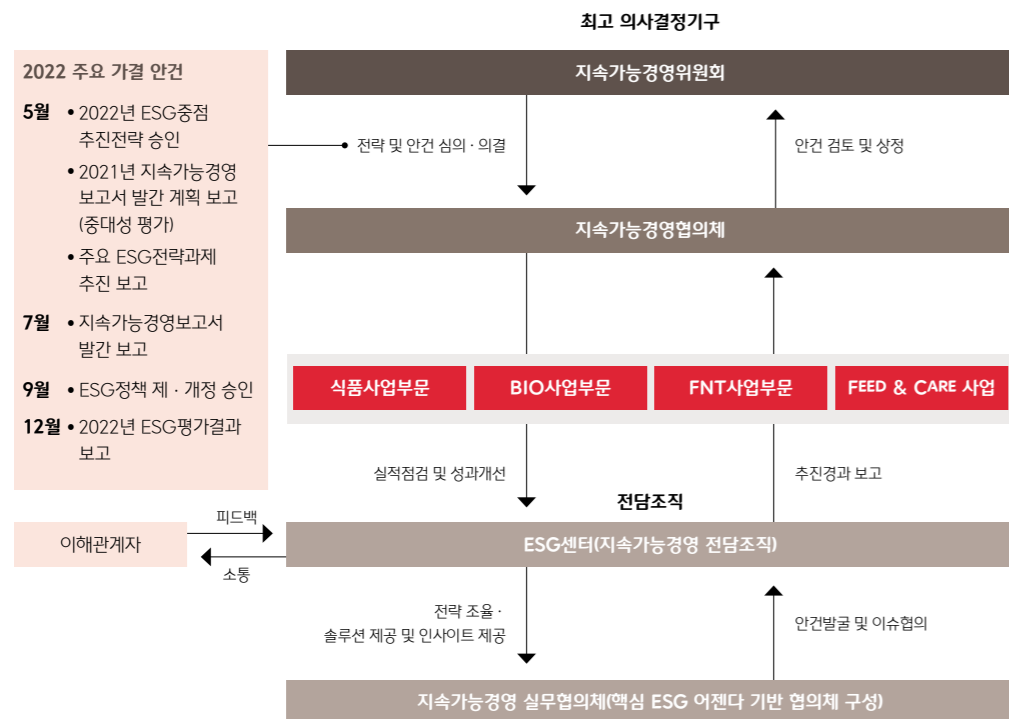 최고 의사결정기구
2022 주요 가결 안건
5월 • 2022년 ESG중점
추진전략 승인
• 2021년 지속가능경영
보고서 발간 계획 보고
(중대성 평가)
• 주요 ESG전략과제
추진 보고
7월 • 지속가능경영보고서
발간 보고
9월 • ESG정책 제 · 개정 승인
12월 • 2022년 ESG평가결과
보고
지속가능경영위원회
전략 및 안건 심의 · 의결
안건 검토 및 상정
지속가능경영협의체
식품사업부문
BIO사업부문
FNT사업부문
FEED & CARE 사업
실적점검 및 성과개선
추진경과 보고
전담조직
이해관계자
피드백
소통
ESG센터(지속가능경영 전담조직)
전략 조율 ·
솔루션 제공 및 인사이트 제공
안건발굴 및 이슈협의
지속가능경영 실무협의체(핵심 ESG 어젠다 기반 협의체 구성)